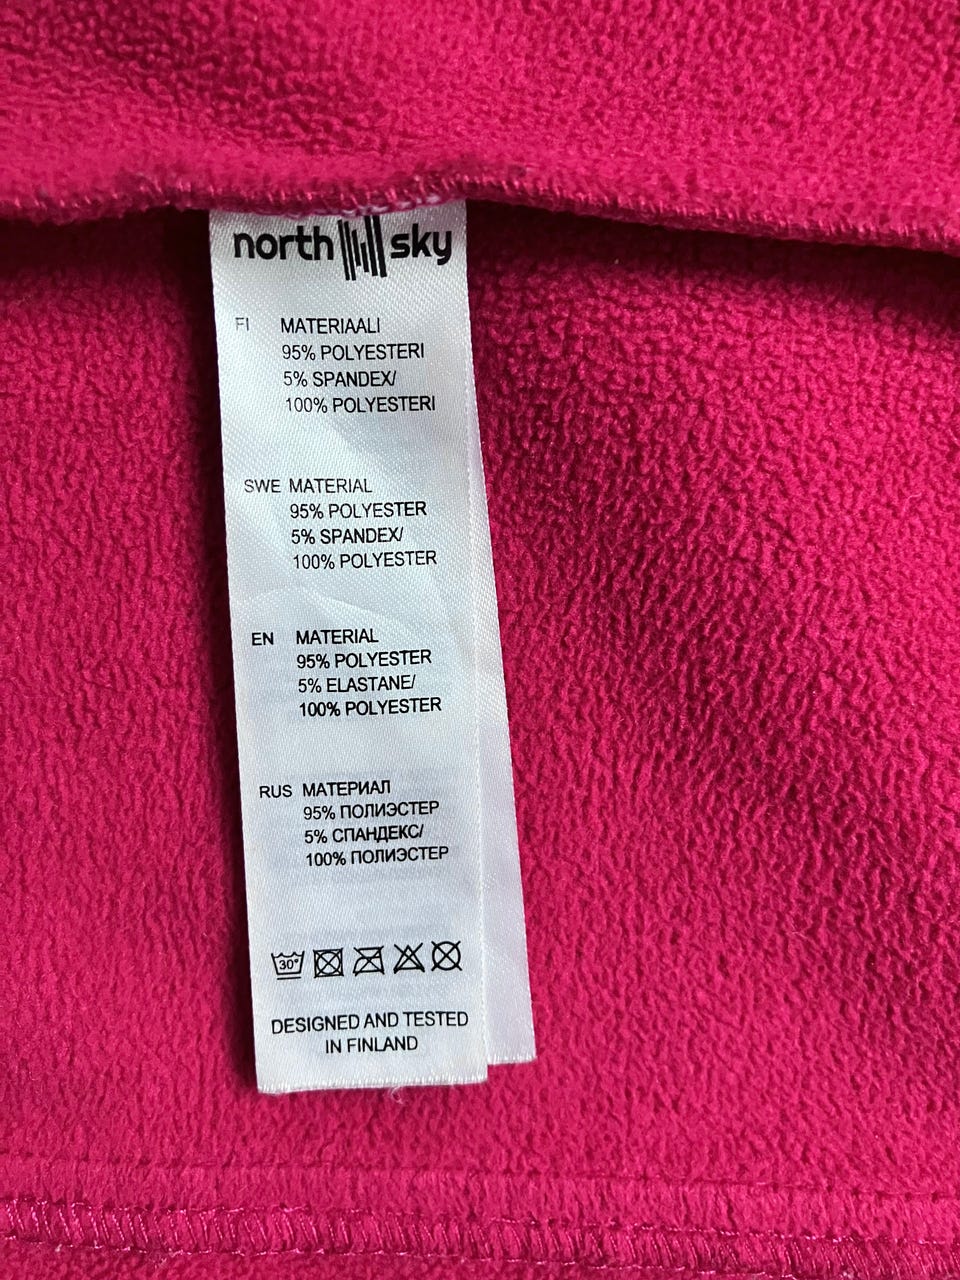 north sky
FI MATERIAALI
95% POLYESTERI
5% SPANDEX/
100% POLYESTERI
SWE MATERIAL
95% POLYESTER
5% SPANDEX/
100% POLYESTER
EN MATERIAL
95% POLYESTER
5% ELASTANE/
100% POLYESTER
RUS МАТЕРИАЛ
95% ПОЛИЭСТЕР
5% СПАНДЕКС/
100% ПОЛИЭСТЕР
30°
DESIGNED AND TESTED
IN FINLAND